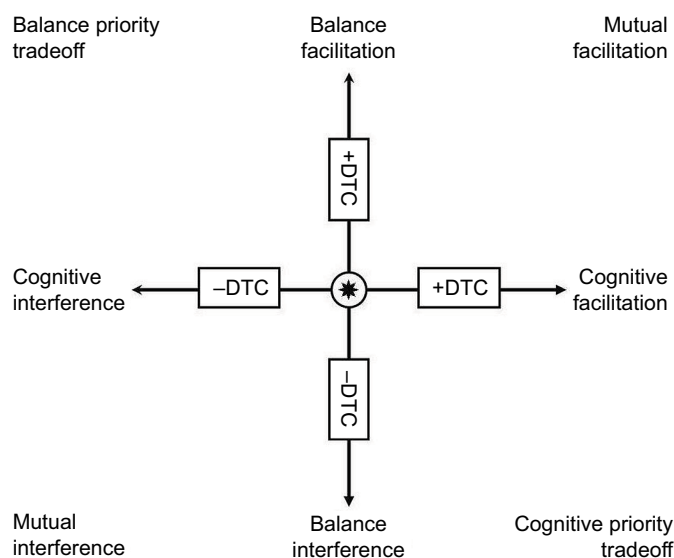 Balance priority
tradeoff
Balance
facilitation
Mutual
facilitation
+DTC
Cognitive
interference
–DTC
+DTC
Cognitive
facilitation
–DTC
Mutual
interference
Balance
interference
Cognitive priority
tradeoff